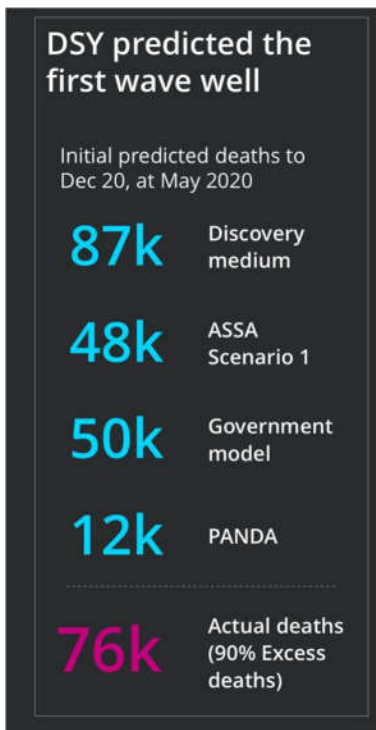 DSY predicted the
first wave well
Initial predicted deaths to
Dec 20, at May 2020
87k
Discovery
medium
48k
ASSA
Scenario 1
50k
Government
model
12k
PANDA
76k
Actual deaths
(90% Excess
deaths)